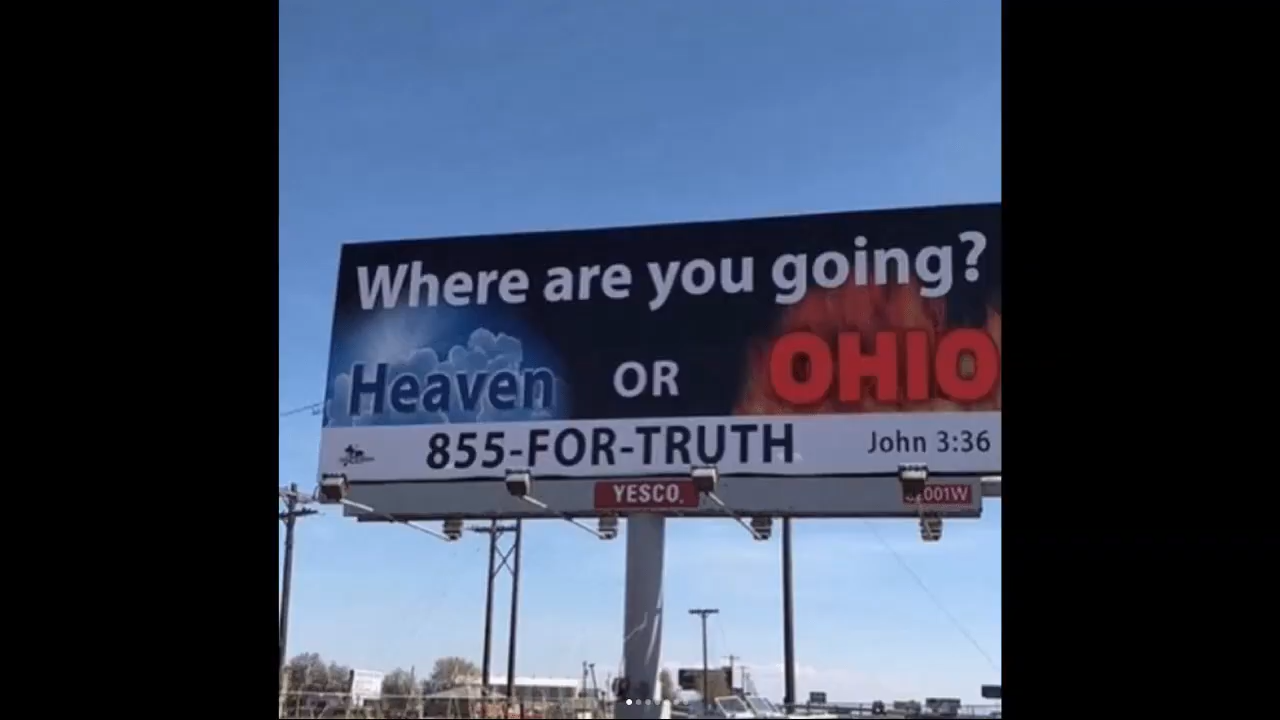 Where are you going?
Heaven OR OHIO
855-FOR-TRUTH John 3:36
YESCO.